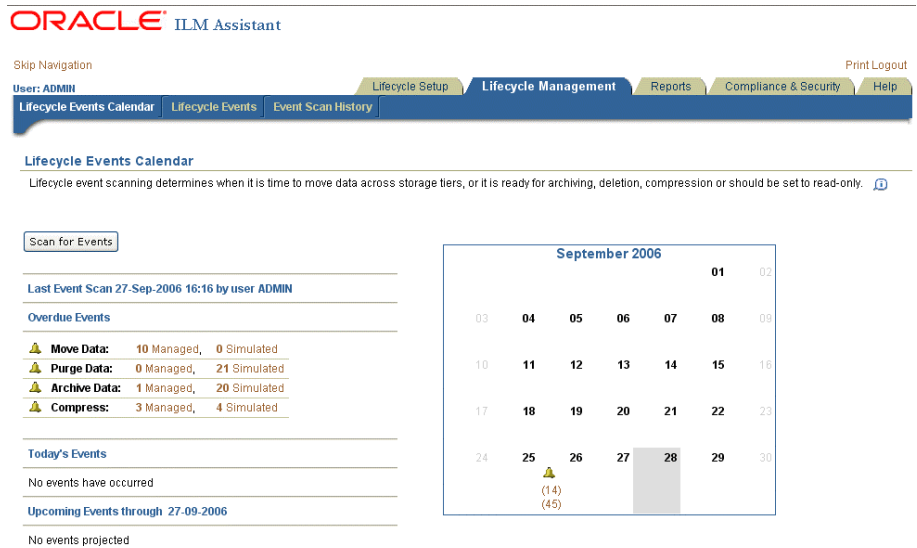 ORACLE ILM Assistant
Skip Navigation
Print Logout
User: ADMIN
Lifecycle Setup
Lifecycle Management
Reports
Compliance & Security
Help
Lifecycle Events Calendar
Lifecycle Events
Event Scan History
Lifecycle Events Calendar
Lifecycle event scanning determines when it is time to move data across storage tiers, or it is ready for archiving, deletion, compression or should be set to read-only.
Scan for Events
Last Event Scan 27-Sep-2006 16:16 by user ADMIN
Overdue Events
Move Data: 10 Managed, 0 Simulated
Purge Data: 0 Managed, 21 Simulated
Archive Data: 1 Managed, 20 Simulated
Compress: 3 Managed, 4 Simulated
Today's Events
No events have occurred
Upcoming Events through 27-09-2006
No events projected
September 2006
01 02
03 04 05 06 07 08 09
10 11 12 13 14 15 16
17 18 19 20 21 22 23
24 25 26 27 28 29 30
(14)
(45)